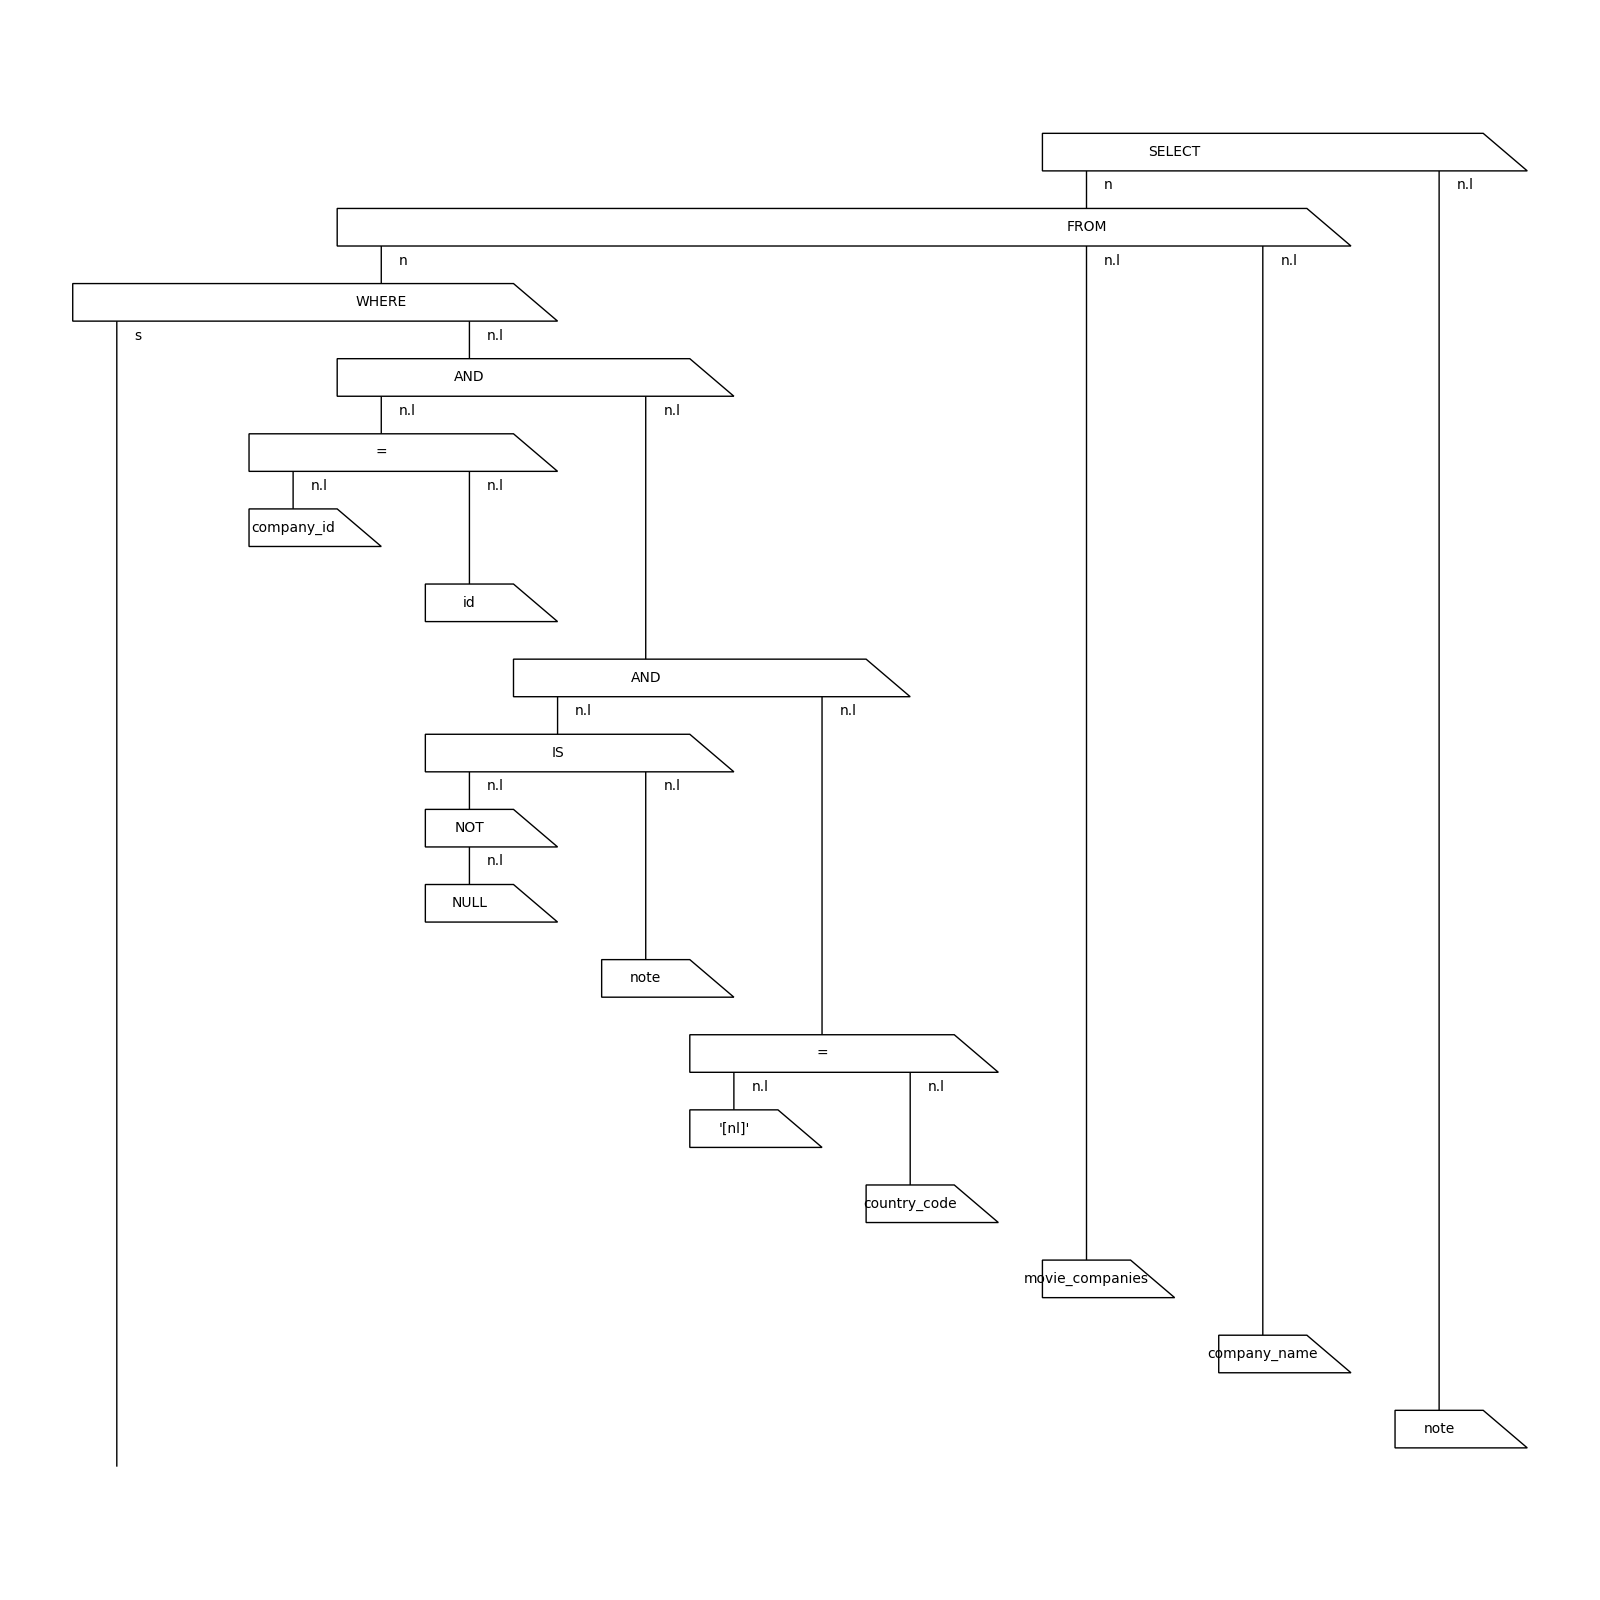 SELECT
n n.l
FROM
n n.l n.l
WHERE
s n.l
AND
n.l n.l
=
n.l n.l
company_id
id
AND
n.l n.l
IS
n.l n.l
NOT
n.l
NULL
note
=
n.l n.l
'[nl]'
country_code
movie_companies
company_name
note